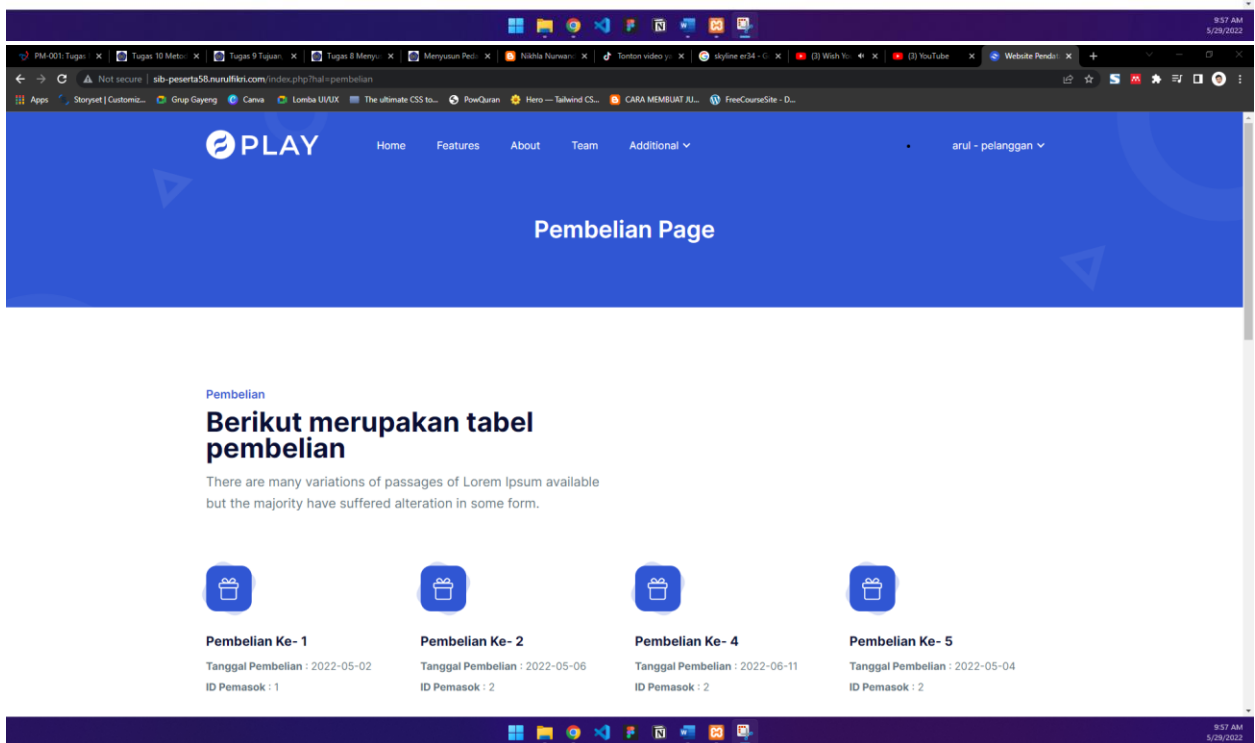 9:57 AM
5/29/2022
PM-001: Tugas Tugas 10 Metod Tugas 9 Tujuan Tugas 8 Menyu Menyusun Ped Nikhla Nurwan Tonton video skyline er34 - G (3) Wish Yo (3) YouTube Website Pendat
Not secure | sib-peserta58.nurulfikri.com/index.php?hal=pembelian
Apps Storyset | Customiz... Grup Gayeng Canva Lomba UI/UX The ultimate CSS to... PowQuran Hero — Tailwind CS... CARA MEMBUAT JU... FreeCourseSite - D...
PLAY Home Features About Team Additional arul - pelanggan
Pembelian Page
Pembelian
Berikut merupakan tabel
pembelian
There are many variations of passages of Lorem Ipsum available
but the majority have suffered alteration in some form.
Pembelian Ke- 1 Pembelian Ke- 2 Pembelian Ke- 4 Pembelian Ke- 5
Tanggal Pembelian : 2022-05-02 Tanggal Pembelian : 2022-05-06 Tanggal Pembelian : 2022-06-11 Tanggal Pembelian : 2022-05-04
ID Pemasok : 1 ID Pemasok : 2 ID Pemasok : 2 ID Pemasok : 2
9:57 AM
5/29/2022